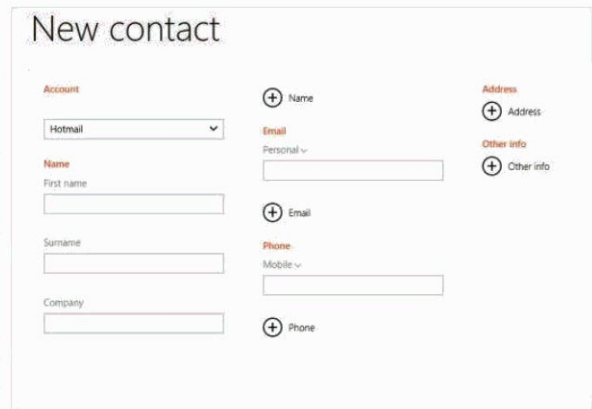 New contact
Account
Hotmail
Name
First name
Surname
Company
Name
Email
Personal
Email
Phone
Mobile
Phone
Address
Address
Other info
Other info